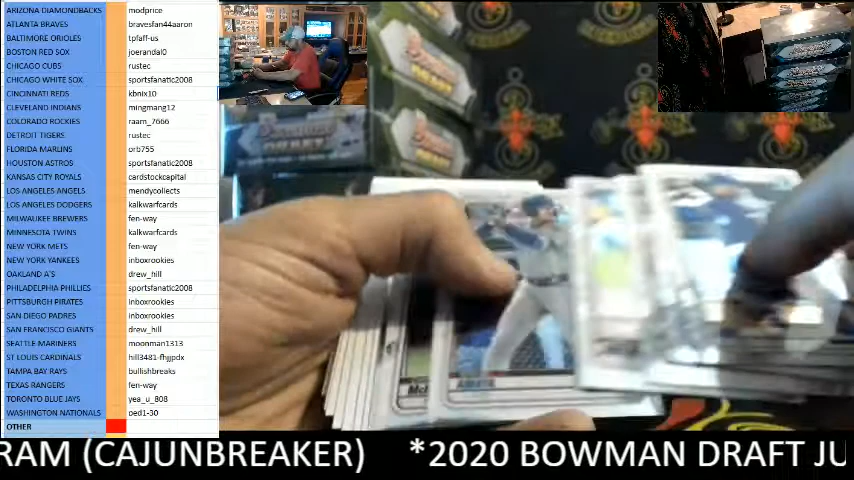 ARIZONA DIAMONDBACKS modprice
ATLANTA BRAVES bravesfan44aaron
BALTIMORE ORIOLES tpfaff-us
BOSTON RED SOX joerandal0
CHICAGO CUBS rustec
CHICAGO WHITE SOX sportsfanatic2008
CINCINNATI REDS kbnix10
CLEVELAND INDIANS mingmang12
COLORADO ROCKIES raam_7666
DETROIT TIGERS rustec
FLORIDA MARLINS orb755
HOUSTON ASTROS sportsfanatic2008
KANSAS CITY ROYALS cardstockcapital
LOS ANGELES ANGELS mendycollects
LOS ANGELES DODGERS kalkwarfcards
MILWAUKEE BREWERS fen-way
MINNESOTA TWINS kalkwarfcards
NEW YORK METS fen-way
NEW YORK YANKEES inboxrookies
OAKLAND A'S drew_hill
PHILADELPHIA PHILLIES sportsfanatic2008
PITTSBURGH PIRATES inboxrookies
SAN DIEGO PADRES inboxrookies
SAN FRANCISCO GIANTS drew_hill
SEATTLE MARINERS moonman1313
ST LOUIS CARDINALS hill3481-fhjjpdx
TAMPA BAY RAYS bullishbreaks
TEXAS RANGERS fen-way
TORONTO BLUE JAYS yea_u_808
WASHINGTON NATIONALS oed1-30
OTHER
RAM (CAJUNBREAKER) *2020 BOWMAN DRAFT JU